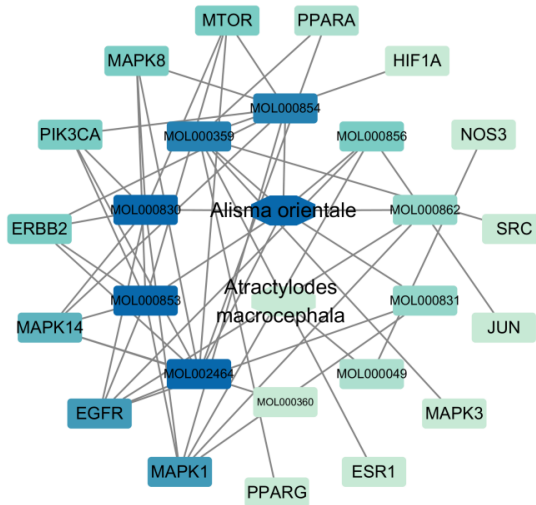 MTOR
PPARA
MAPK8
HIF1A
MOL000854
PIK3CA
MOL000359
MOL000856
NOS3
MOL000830
Alisma orientale
MOL000862
ERBB2
SRC
Atractylodes
macrocephala
MOL000853
MOL000831
MAPK14
JUN
MOL002464
MOL000049
MOL000360
EGFR
MAPK3
MAPK1
ESR1
PPARG